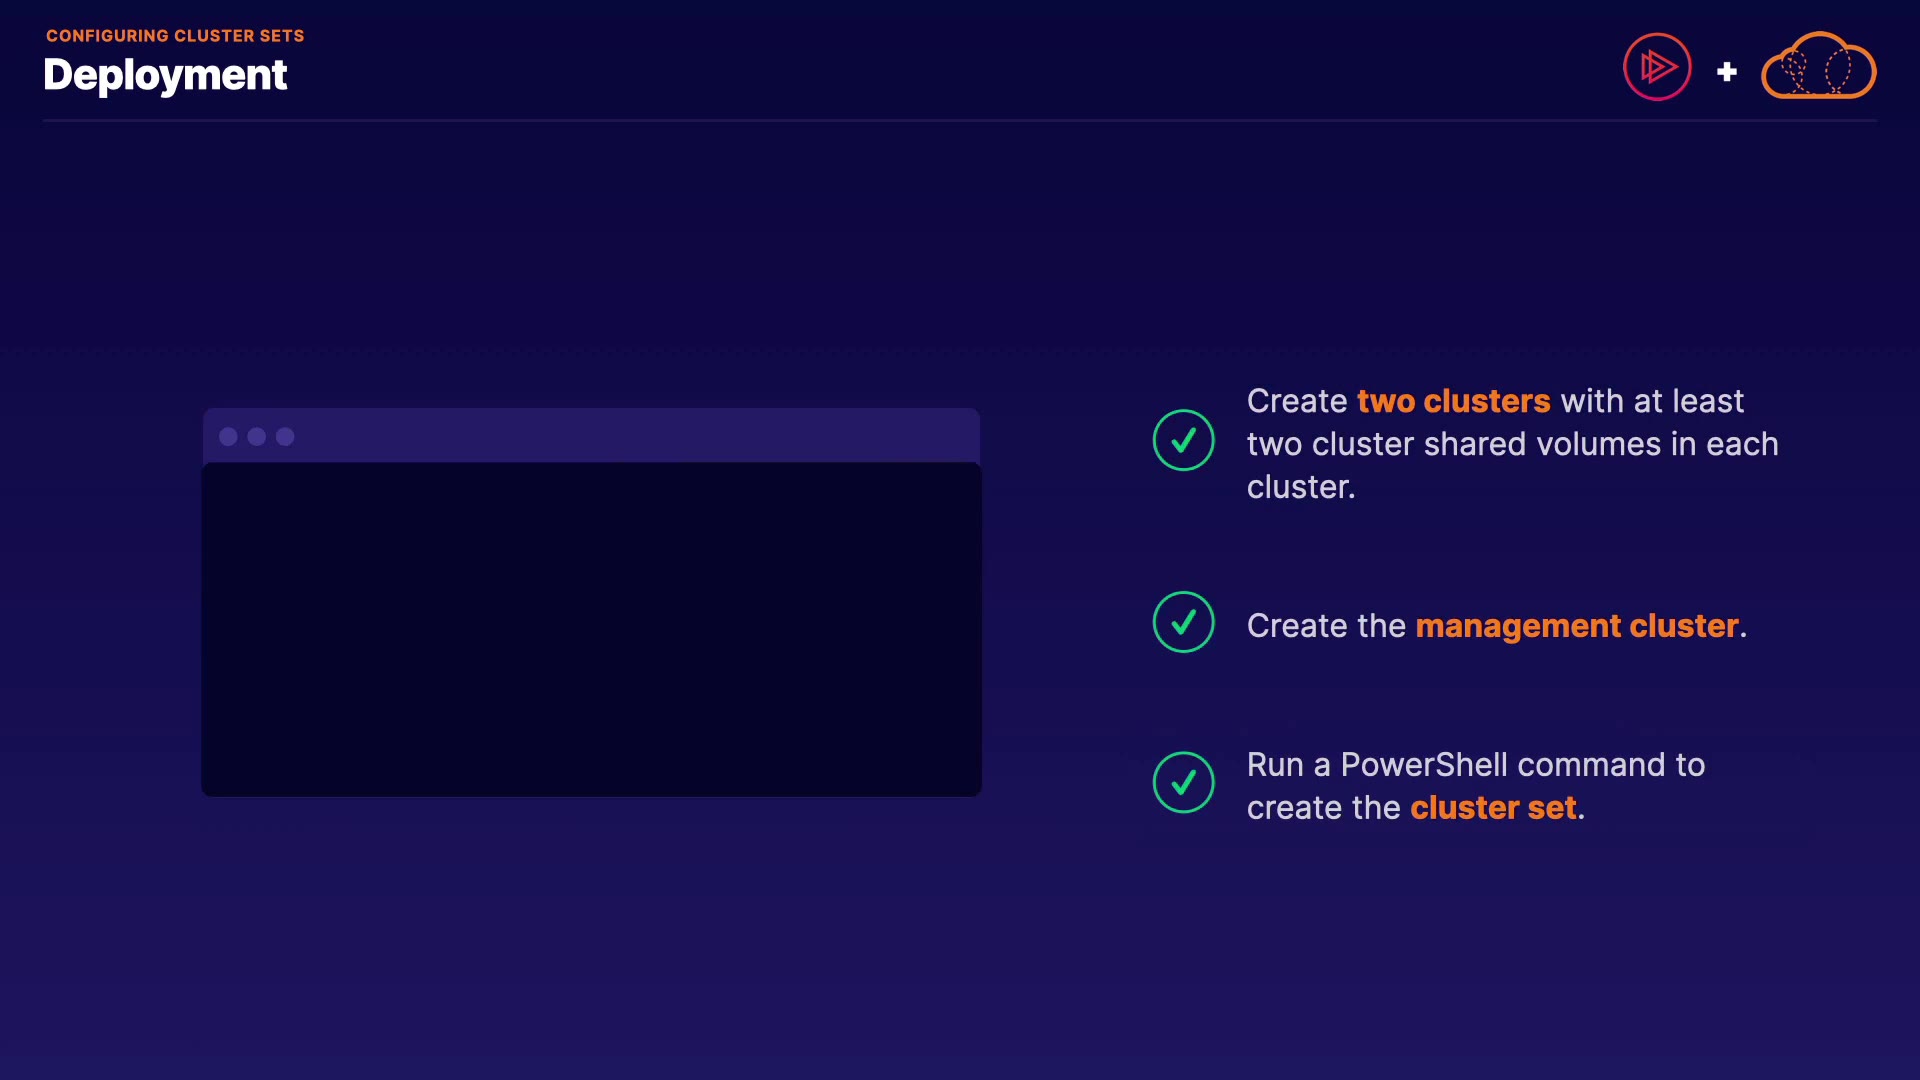 CONFIGURING CLUSTER SETS
Deployment
Create two clusters with at least
two cluster shared volumes in each
cluster.
Create the management cluster.
Run a PowerShell command to
create the cluster set.